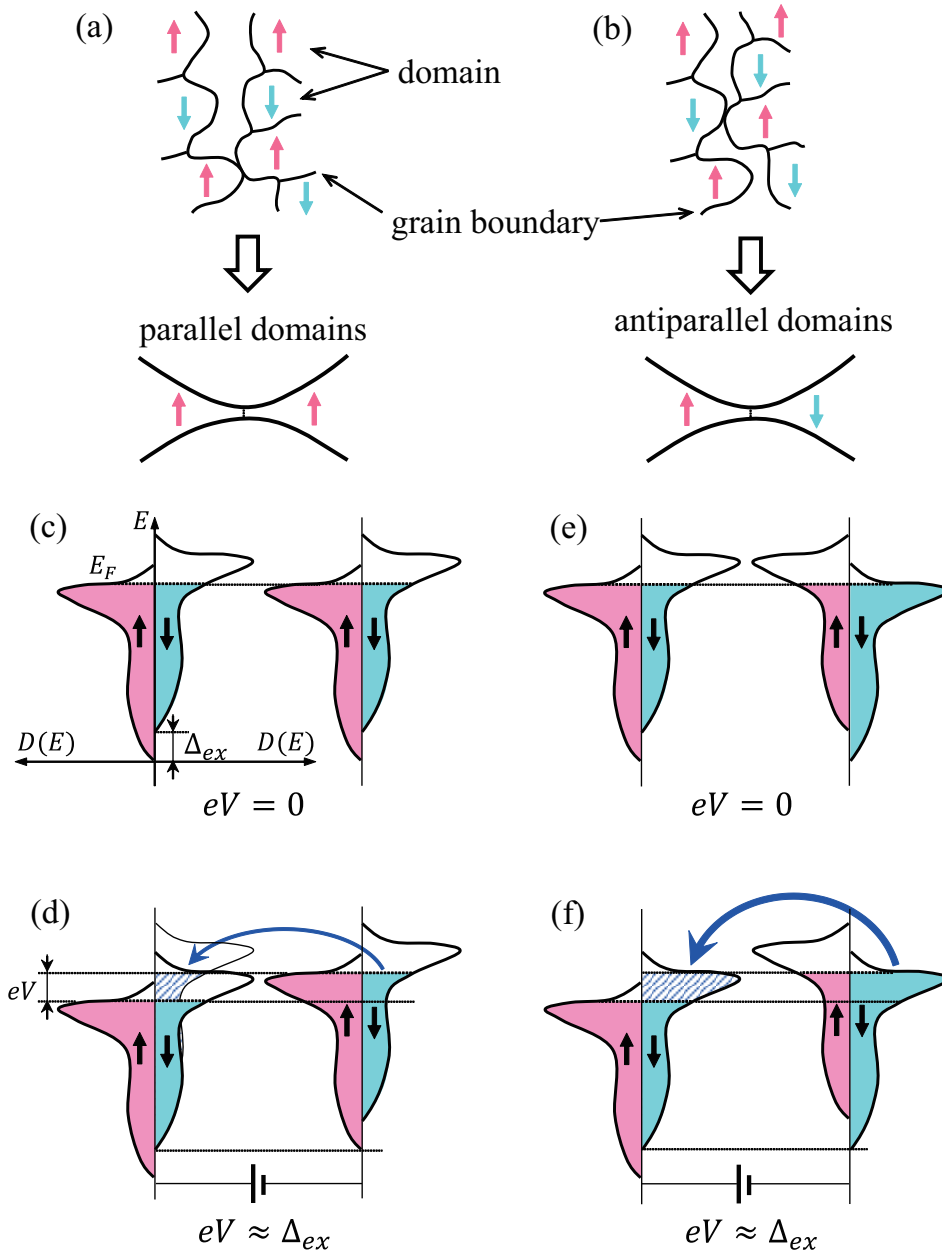 (a)
(b)
domain
grain boundary
parallel domains
antiparallel domains
(c)
E
E_F
D(E)
Δ_ex
D(E)
eV = 0
(e)
eV = 0
(d)
eV
eV ≈ Δ_ex
(f)
eV ≈ Δ_ex